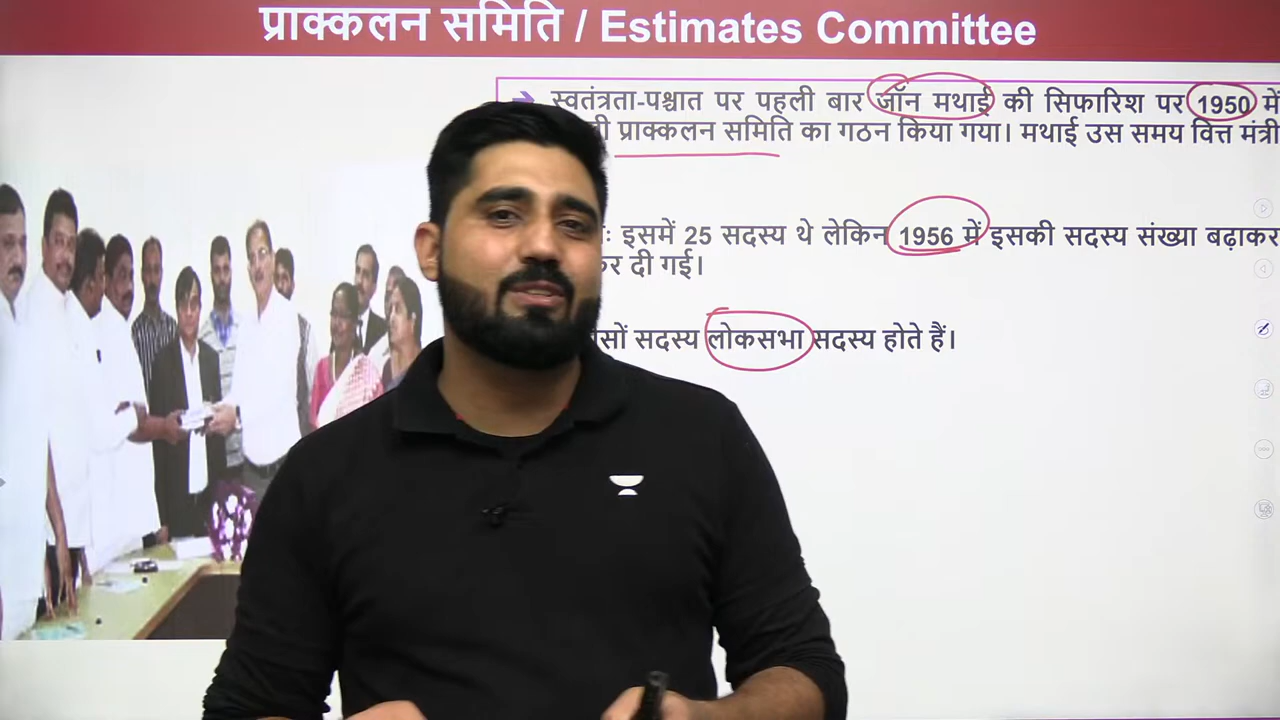 प्राक्कलन समिति / Estimates Committee
स्वतंत्रता-पश्चात पर पहली बार जॉन मथाई की सिफारिश पर 1950 में
प्राक्कलन समिति का गठन किया गया। मथाई उस समय वित्त मंत्री
इसमें 25 सदस्य थे लेकिन 1956 में इसकी सदस्य संख्या बढ़ाकर
दी गई।
सदस्य लोकसभा सदस्य होते हैं।